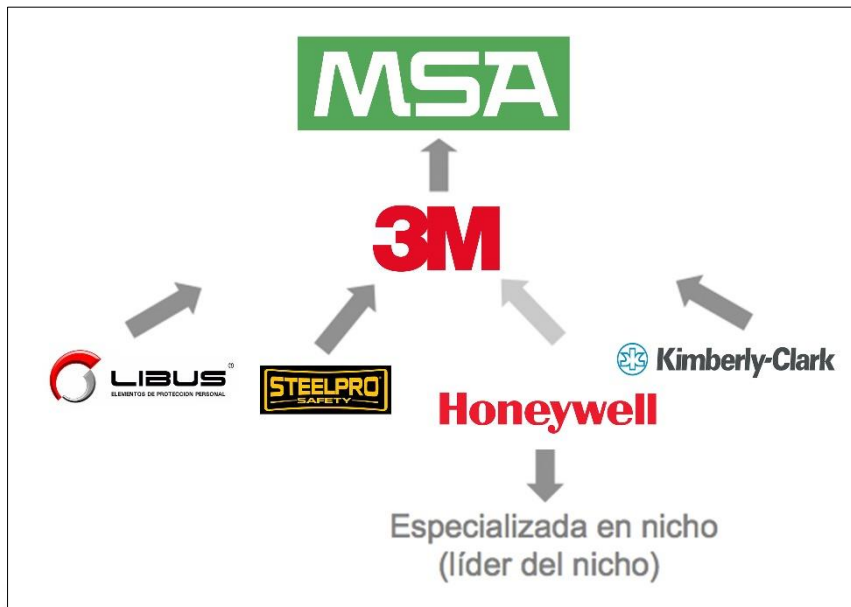 MSA
3M
LIBUS
ELEMENTOS DE PROTECCION PERSONAL
STEELPRO
SAFETY
Kimberly-Clark
Honeywell
Especializada en nicho
(líder del nicho)